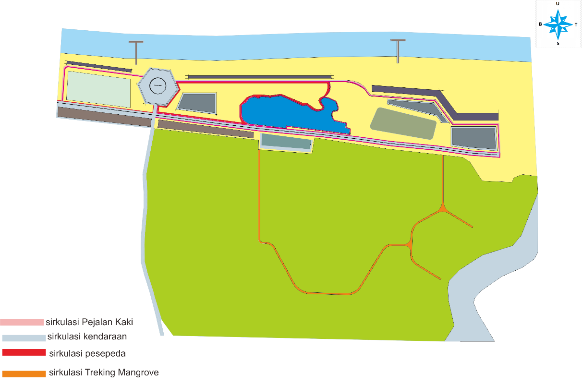 U
B
T
S
sirkulasi Pejalan Kaki
sirkulasi kendaraan
sirkulasi pesepeda
sirkulasi Treking Mangrove